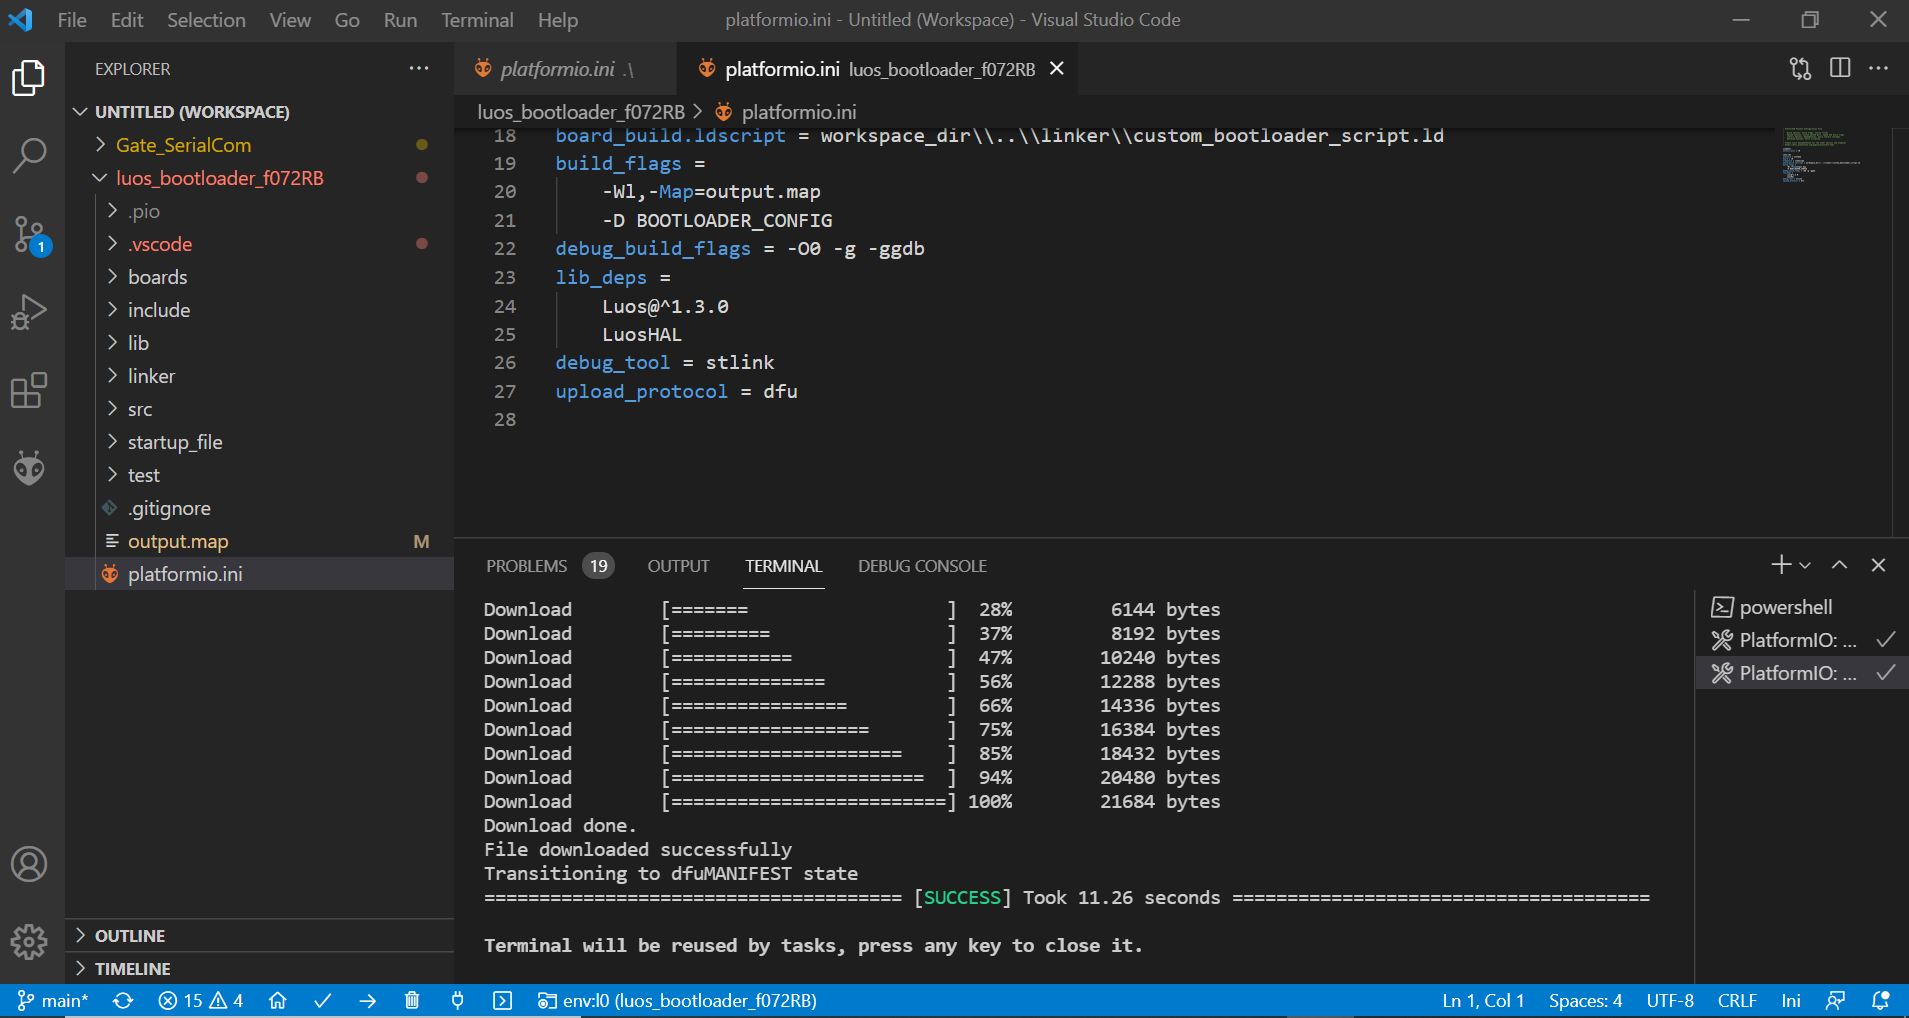 File Edit Selection View Go Run Terminal Help
platformio.ini - Untitled (Workspace) - Visual Studio Code
EXPLORER
UNTITLED (WORKSPACE)
Gate_SerialCom
luos_bootloader_f072RB
.pio
.vscode
boards
include
lib
linker
src
startup_file
test
.gitignore
output.map M
platformio.ini
OUTLINE
TIMELINE
1
platformio.ini .\
platformio.ini luos_bootloader_f072RB
luos_bootloader_f072RB > platformio.ini
18 board_build.ldscript = workspace_dir\\..\\linker\\custom_bootloader_script.ld
19 build_flags =
20 -Wl,-Map=output.map
21 -D BOOTLOADER_CONFIG
22 debug_build_flags = -O0 -g -ggdb
23 lib_deps =
24 Luos@^1.3.0
25 LuosHAL
26 debug_tool = stlink
27 upload_protocol = dfu
28
PROBLEMS 19 OUTPUT TERMINAL DEBUG CONSOLE
Download [======= ] 28% 6144 bytes
Download [========= ] 37% 8192 bytes
Download [=========== ] 47% 10240 bytes
Download [============== ] 56% 12288 bytes
Download [================ ] 66% 14336 bytes
Download [================== ] 75% 16384 bytes
Download [===================== ] 85% 18432 bytes
Download [======================= ] 94% 20480 bytes
Download [=========================] 100% 21684 bytes
Download done.
File downloaded successfully
Transitioning to dfuMANIFEST state
====================================== [SUCCESS] Took 11.26 seconds ======================================
Terminal will be reused by tasks, press any key to close it.
powershell
PlatformIO: ...
PlatformIO: ...
main* 15 4 env:l0 (luos_bootloader_f072RB) Ln 1, Col 1 Spaces: 4 UTF-8 CRLF Ini